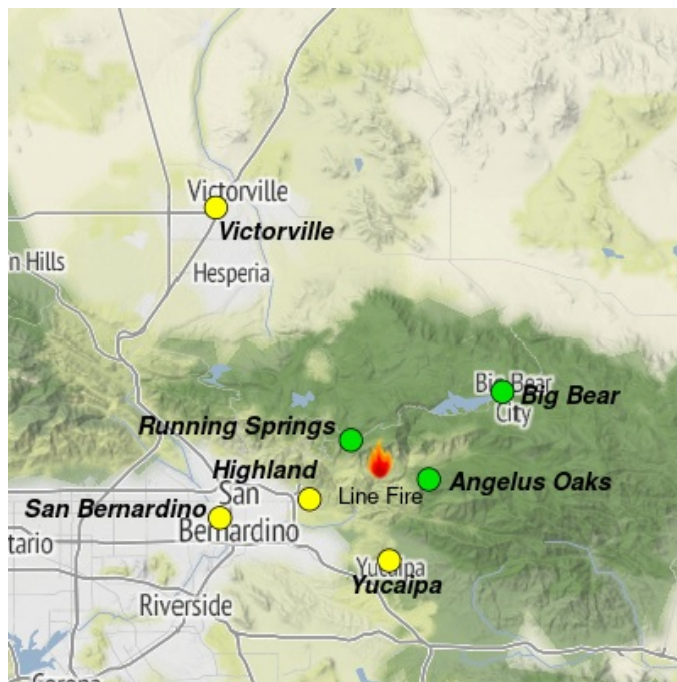 Victorville
Victorville
n Hills
Hesperia
Big Bear
City
Big Bear
Running Springs
Highland
Line Fire
Angelus Oaks
San
Bernardino
San Bernardino
tario
Yucaipa
Yucaipa
Riverside
Corona